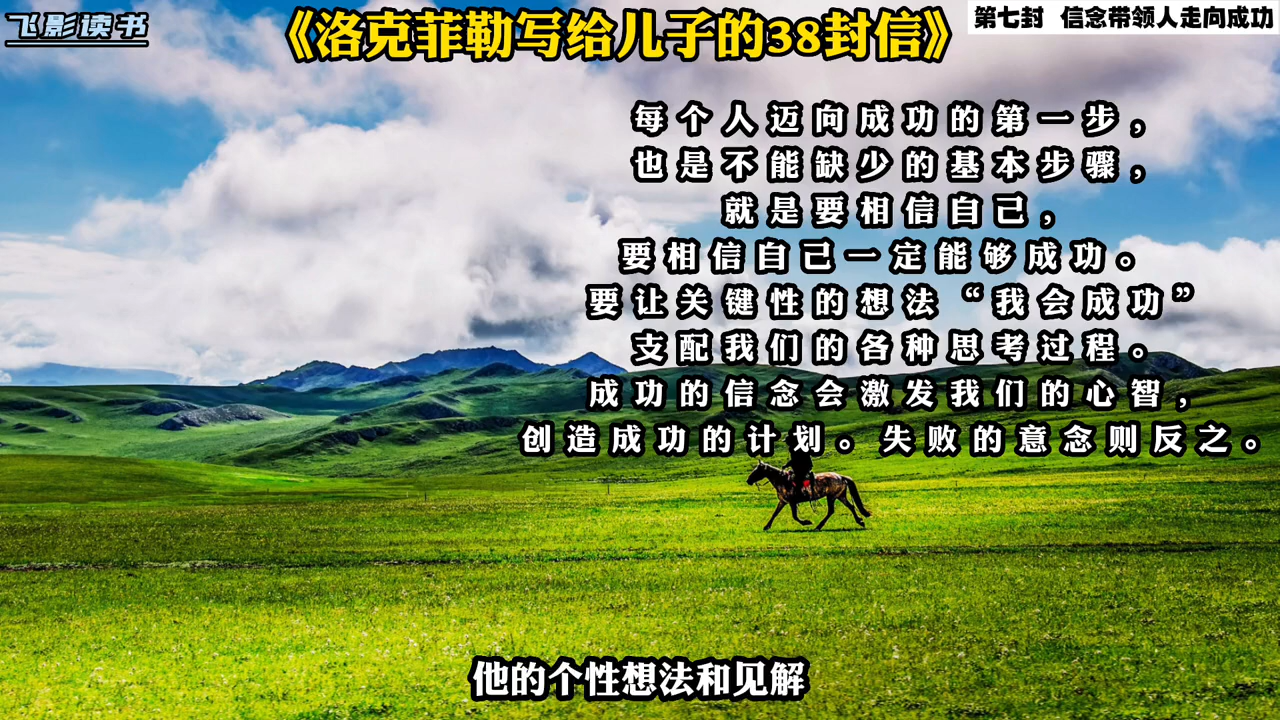 飞影读书
《洛克菲勒写给儿子的38封信》
第七封 信念带领人走向成功
每个人迈向成功的第一步，
也是不能缺少的基本步骤，
就是要相信自己，
要相信自己一定能够成功。
要让关键性的想法“我会成功”
支配我们的各种思考过程。
成功的信念会激发我们的心智，
创造成功的计划。失败的意念则反之。
他的个性想法和见解